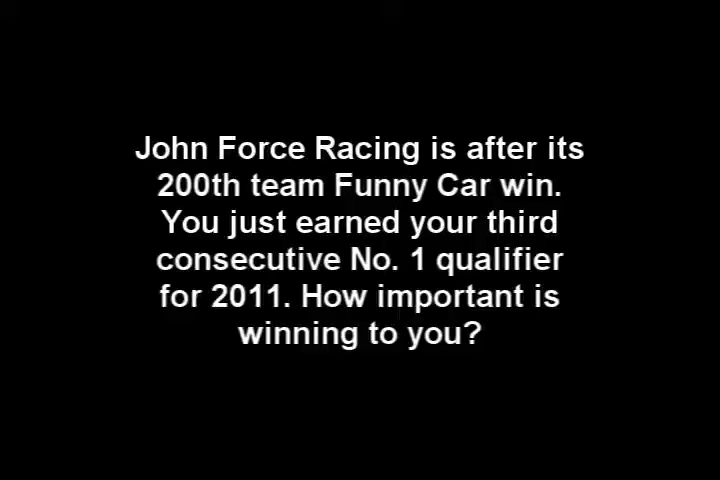 John Force Racing is after its
200th team Funny Car win.
You just earned your third
consecutive No. 1 qualifier
for 2011. How important is
winning to you?